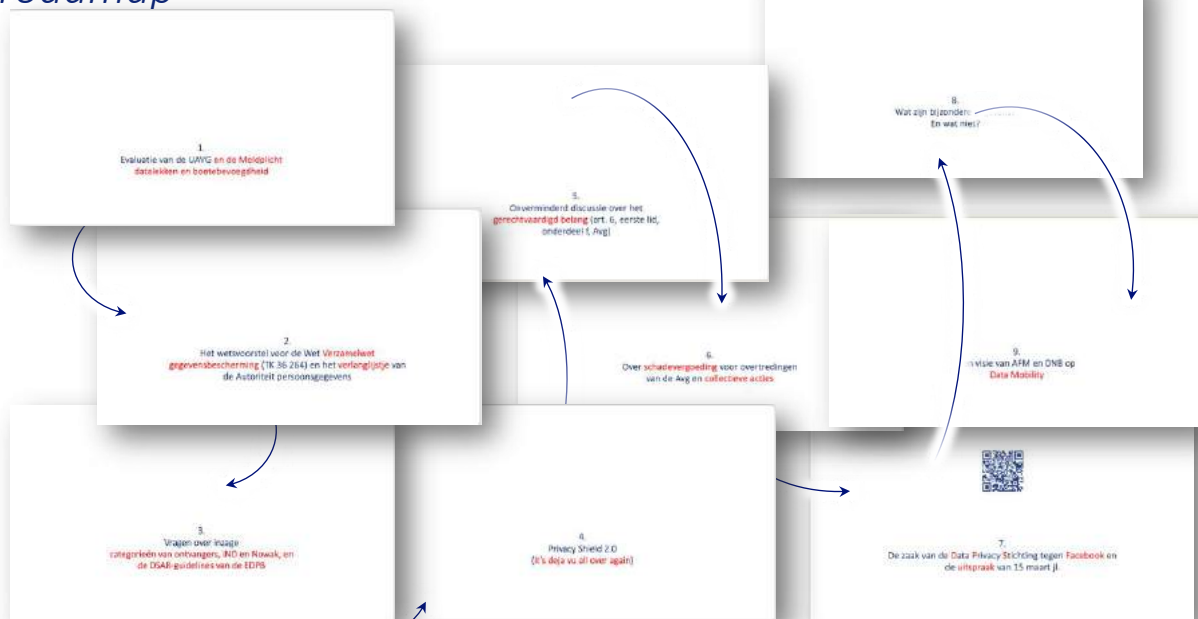 roadmap
1.
Evaluatie van de UAVG en de Meldplicht
datalekken en boetebevoegdheid
2.
Het wetsvoorstel voor de Wet Verzamelwet
gegevensbescherming (TK 36 264) en het verlanglijstje van
de Autoriteit persoonsgegevens
3.
Vragen over inzage
categorieën van ontvangers, IND en Nowak, en
de DSAR-guidelines van de EDPB
4.
Privacy Shield 2.0
(it's deja vu all over again)
5.
Onverminderd discussie over het
gerechtvaardigd belang (art. 6, eerste lid,
onderdeel f, Avg)
6.
Over schadevergoeding voor overtredingen
van de Avg en collectieve acties
7.
De zaak van de Data Privacy Stichting tegen Facebook en
de uitspraak van 15 maart jl.
8.
Wat zijn bijzondere
En wat niet?
9.
visie van AFM en DNB op
Data Mobility